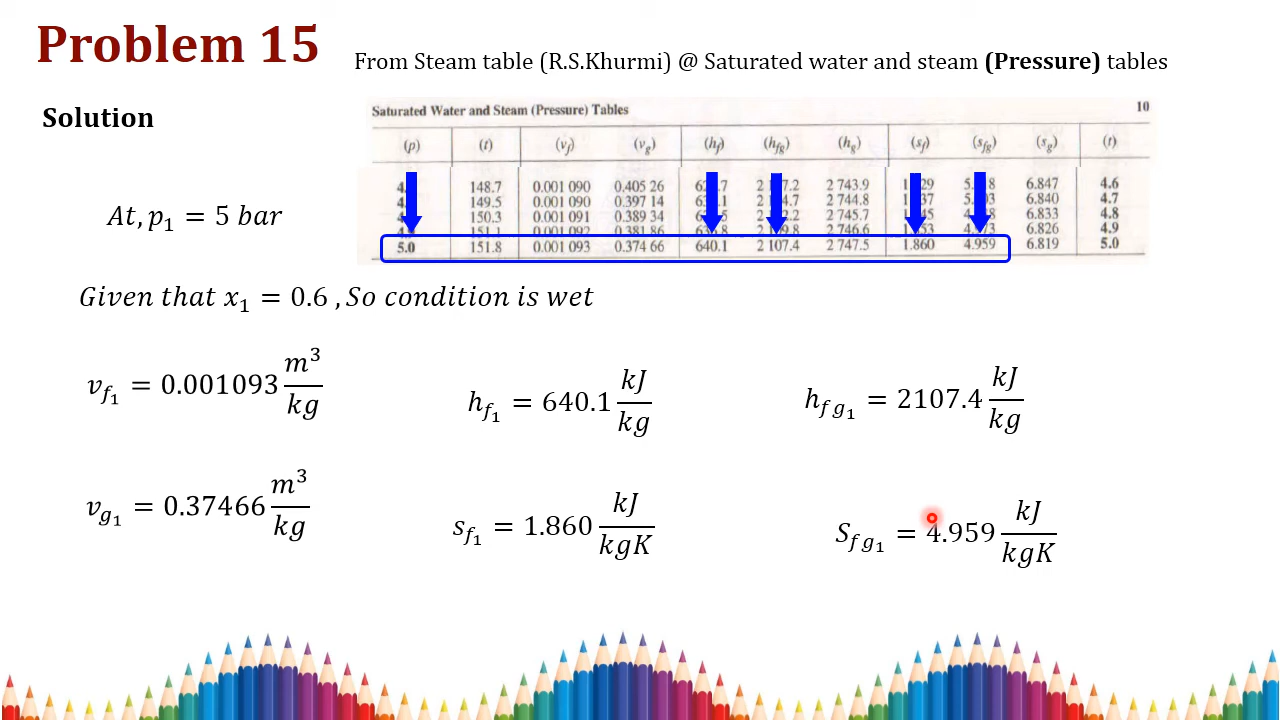 Problem 15
From Steam table (R.S.Khurmi) @ Saturated water and steam (Pressure) tables
Solution
Saturated Water and Steam (Pressure) Tables 10
(p) (t) (v_f) (v_g) (h_f) (h_fg) (h_g) (s_f) (s_fg) (s_g) (t)
148.7 0.001 090 0.405 26 2 743.9 6.847 4.6
149.5 0.001 090 0.397 14 2 744.8 6.840 4.7
150.3 0.001 091 0.389 34 2 745.7 6.833 4.8
151.1 0.001 092 0.381 86 2 746.6 6.826 4.9
5.0 151.8 0.001 093 0.374 66 640.1 2 107.4 2 747.5 1.860 4.959 6.819 5.0
At, p₁ = 5 bar
Given that x₁ = 0.6 , So condition is wet
v_f₁ = 0.001093 m³/kg
h_f₁ = 640.1 kJ/kg
h_fg₁ = 2107.4 kJ/kg
v_g₁ = 0.37466 m³/kg
s_f₁ = 1.860 kJ/kgK
S_fg₁ = 4.959 kJ/kgK